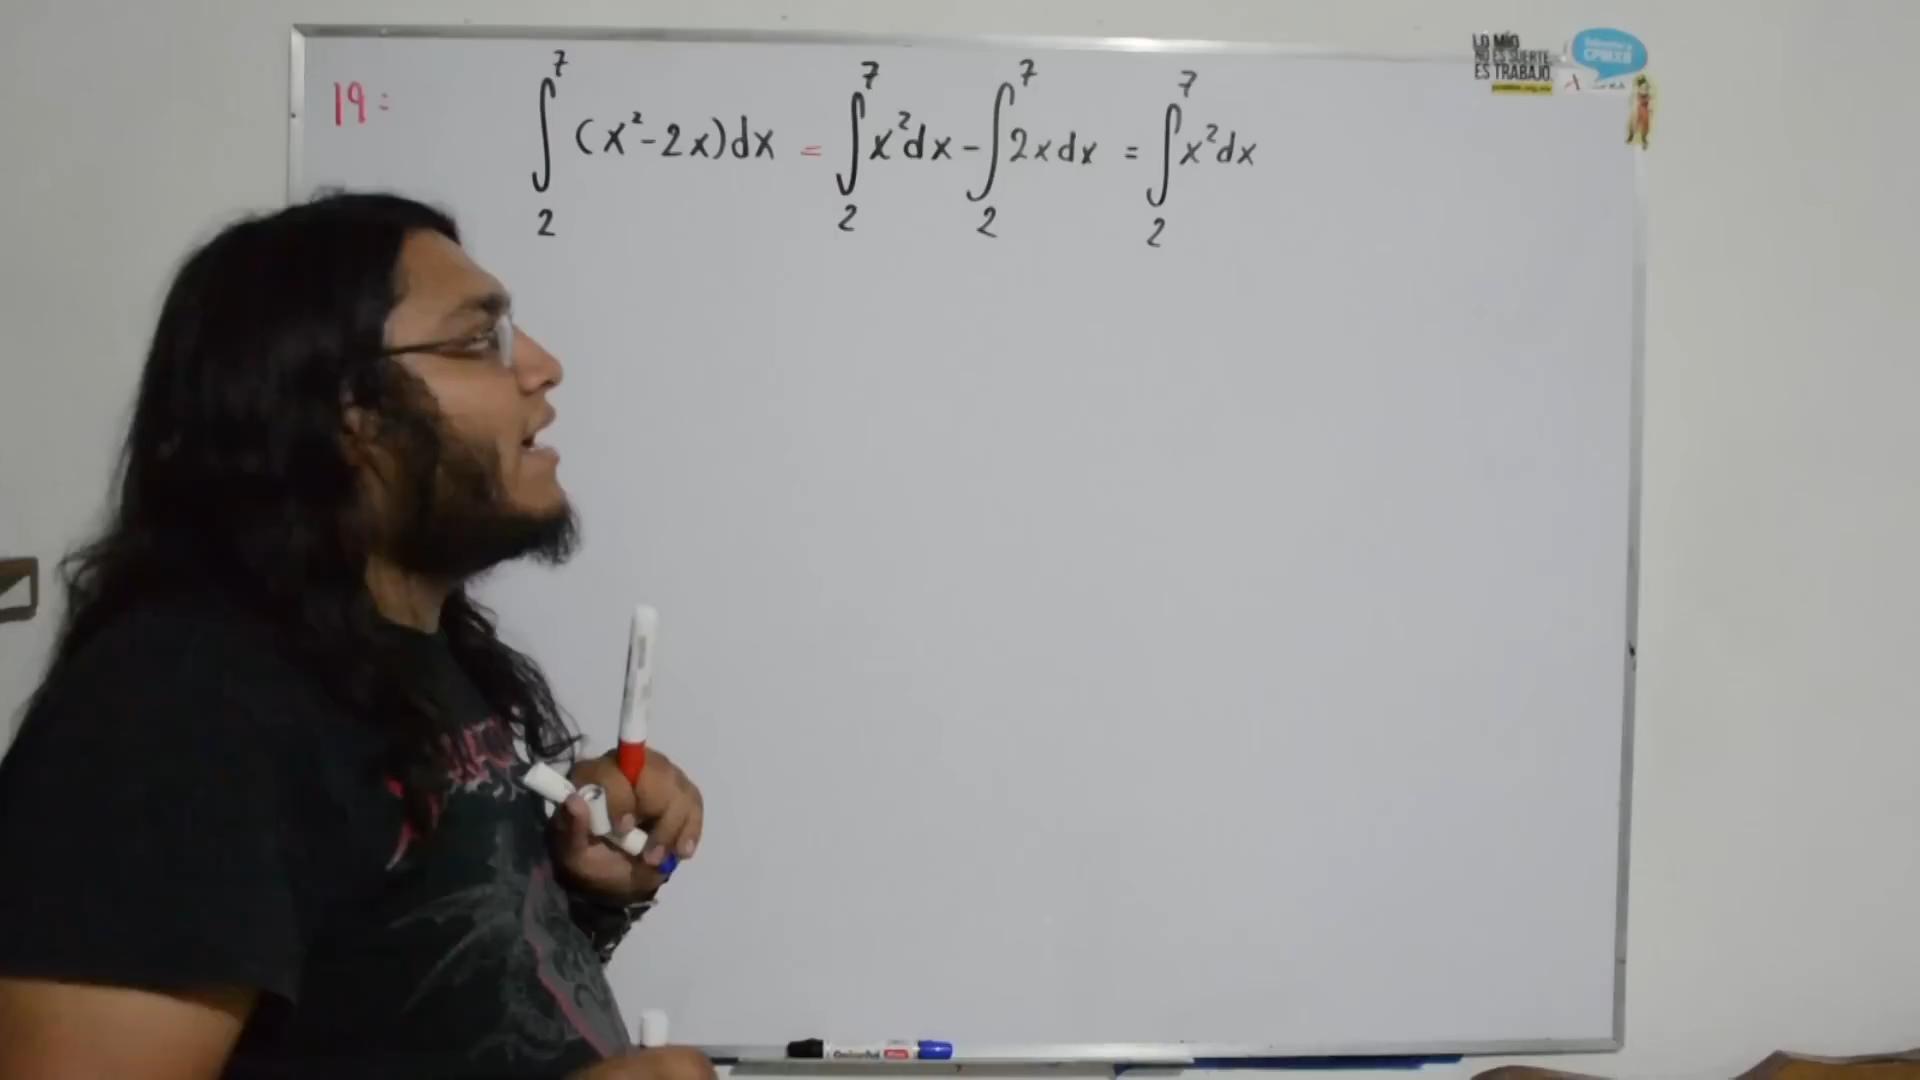 19:
∫₂⁷ (x²-2x)dx = ∫₂⁷ x²dx - ∫₂⁷ 2xdx = ∫₂⁷ x²dx
LO MÍO
NO ES SUERTE
ES TRABAJO